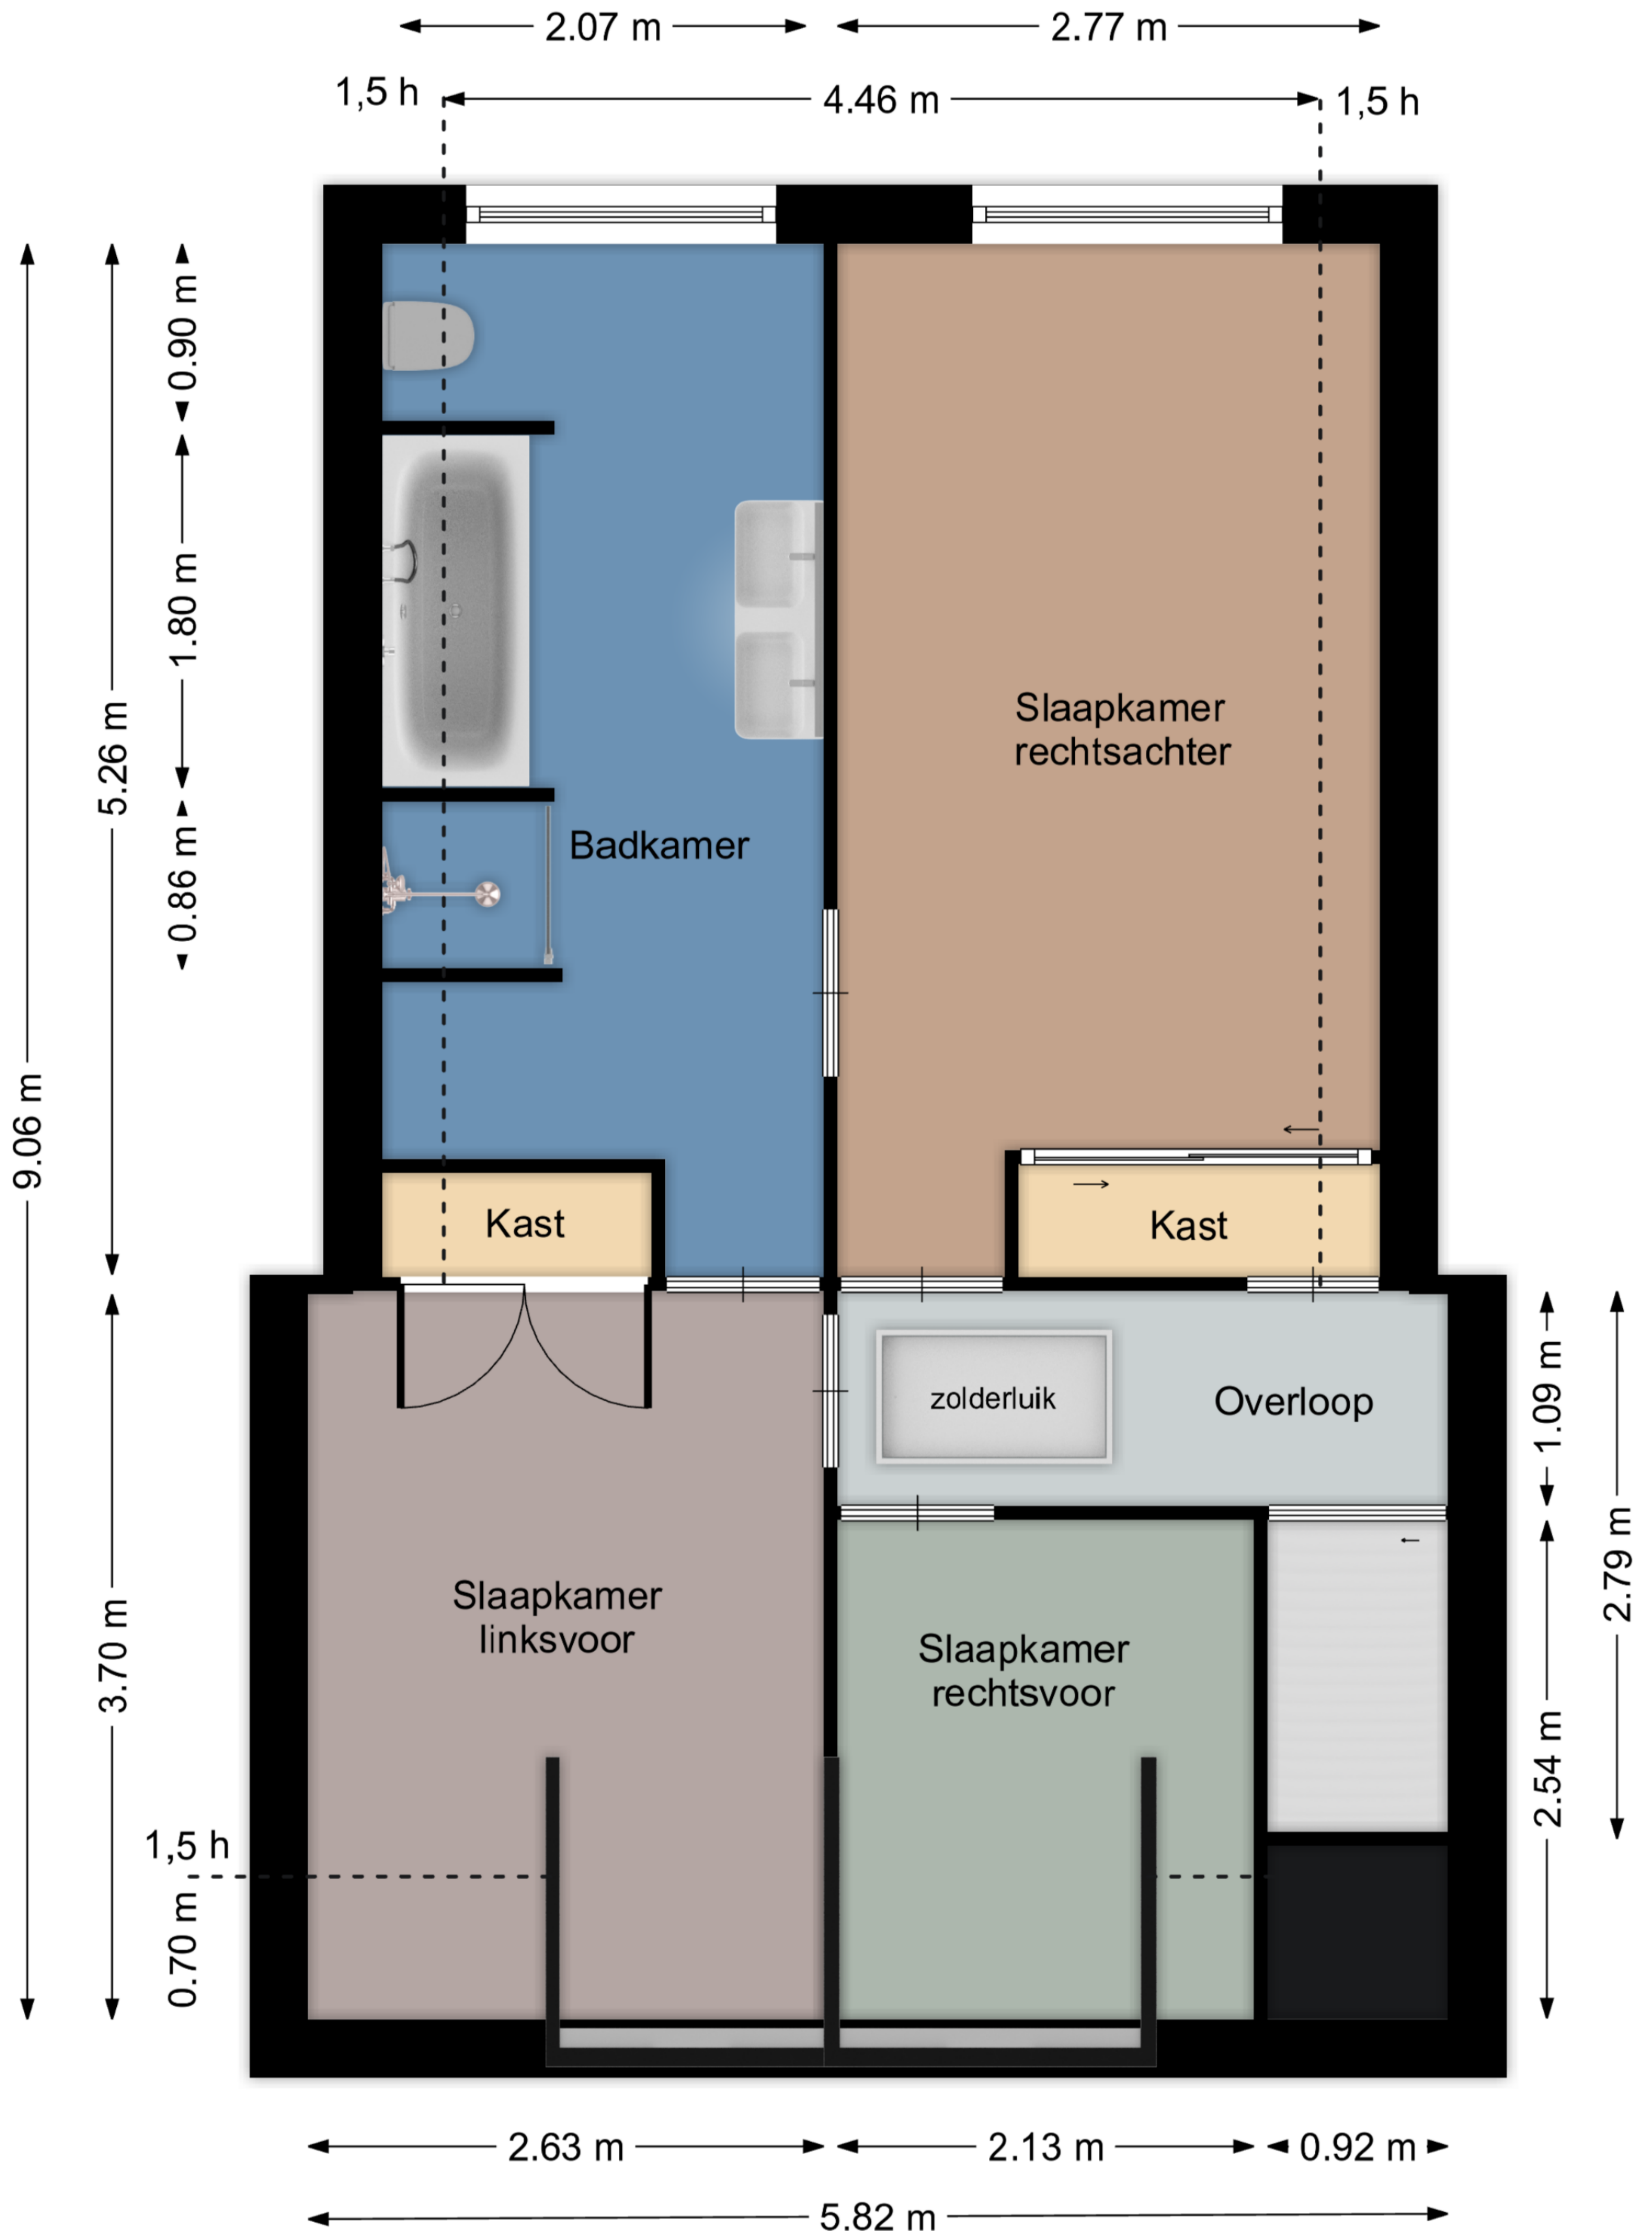 2.07 m
2.77 m
1,5 h
4.46 m
1,5 h
0.90 m
1.80 m
0.86 m
5.26 m
9.06 m
Slaapkamer
rechtsachter
Badkamer
Kast
Kast
zolderluik
Overloop
1.09 m
2.79 m
Slaapkamer
linksvoor
Slaapkamer
rechtsvoor
3.70 m
2.54 m
1,5 h
0.70 m
2.63 m
2.13 m
0.92 m
5.82 m